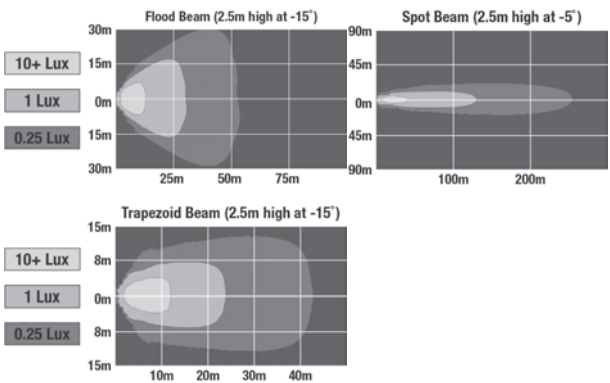 Flood Beam (2.5m high at -15°)
Spot Beam (2.5m high at -5°)
10+ Lux
1 Lux
0.25 Lux
30m
15m
0m
15m
30m
25m
50m
75m
90m
45m
0m
45m
90m
100m
200m
Trapezoid Beam (2.5m high at -15°)
10+ Lux
1 Lux
0.25 Lux
15m
8m
0m
8m
15m
10m
20m
30m
40m